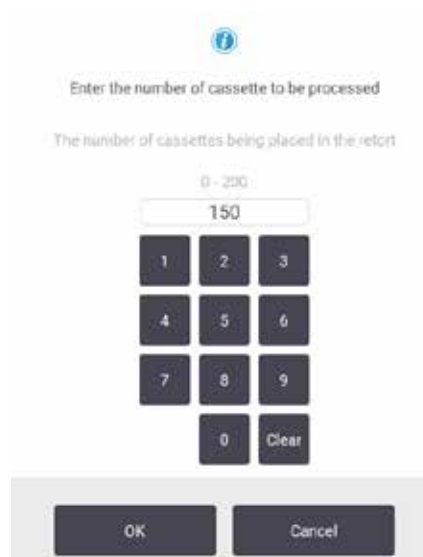 Enter the number of cassette to be processed
The number of cassettes being placed in the retort
0 - 200
150
1 2 3
4 5 6
7 8 9
0 Clear
OK Cancel